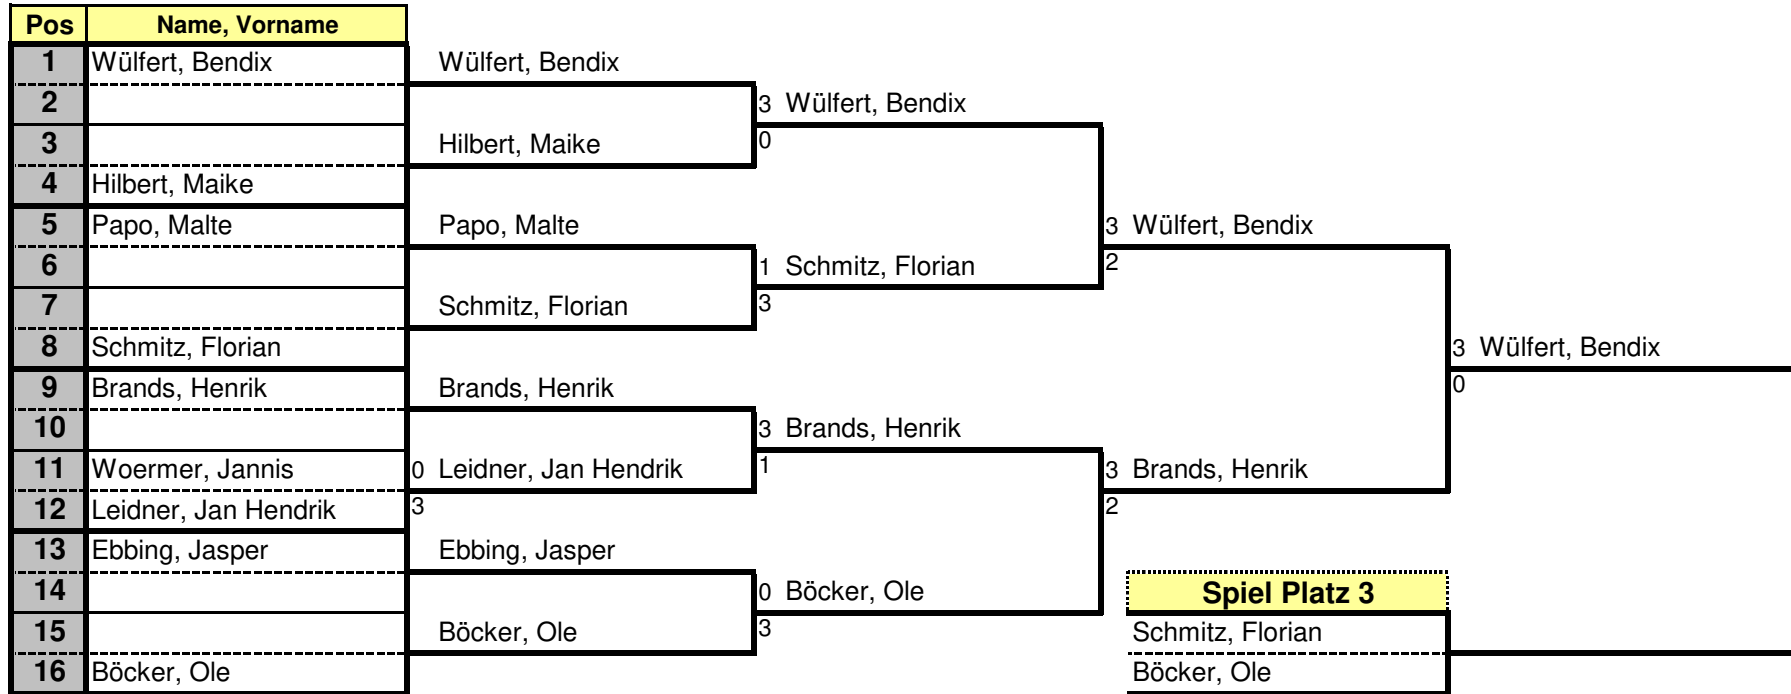 Pos Name, Vorname
1 Wülfert, Bendix Wülfert, Bendix
2 3 Wülfert, Bendix
3 Hilbert, Maike 0
4 Hilbert, Maike
5 Papo, Malte Papo, Malte 3 Wülfert, Bendix
6 1 Schmitz, Florian 2
7 Schmitz, Florian 3
8 Schmitz, Florian 3 Wülfert, Bendix
9 Brands, Henrik Brands, Henrik 0
10 3 Brands, Henrik
11 Woermer, Jannis 0 Leidner, Jan Hendrik 1 3 Brands, Henrik
12 Leidner, Jan Hendrik 3 2
13 Ebbing, Jasper Ebbing, Jasper
14 0 Böcker, Ole Spiel Platz 3
15 Böcker, Ole 3 Schmitz, Florian
16 Böcker, Ole Böcker, Ole